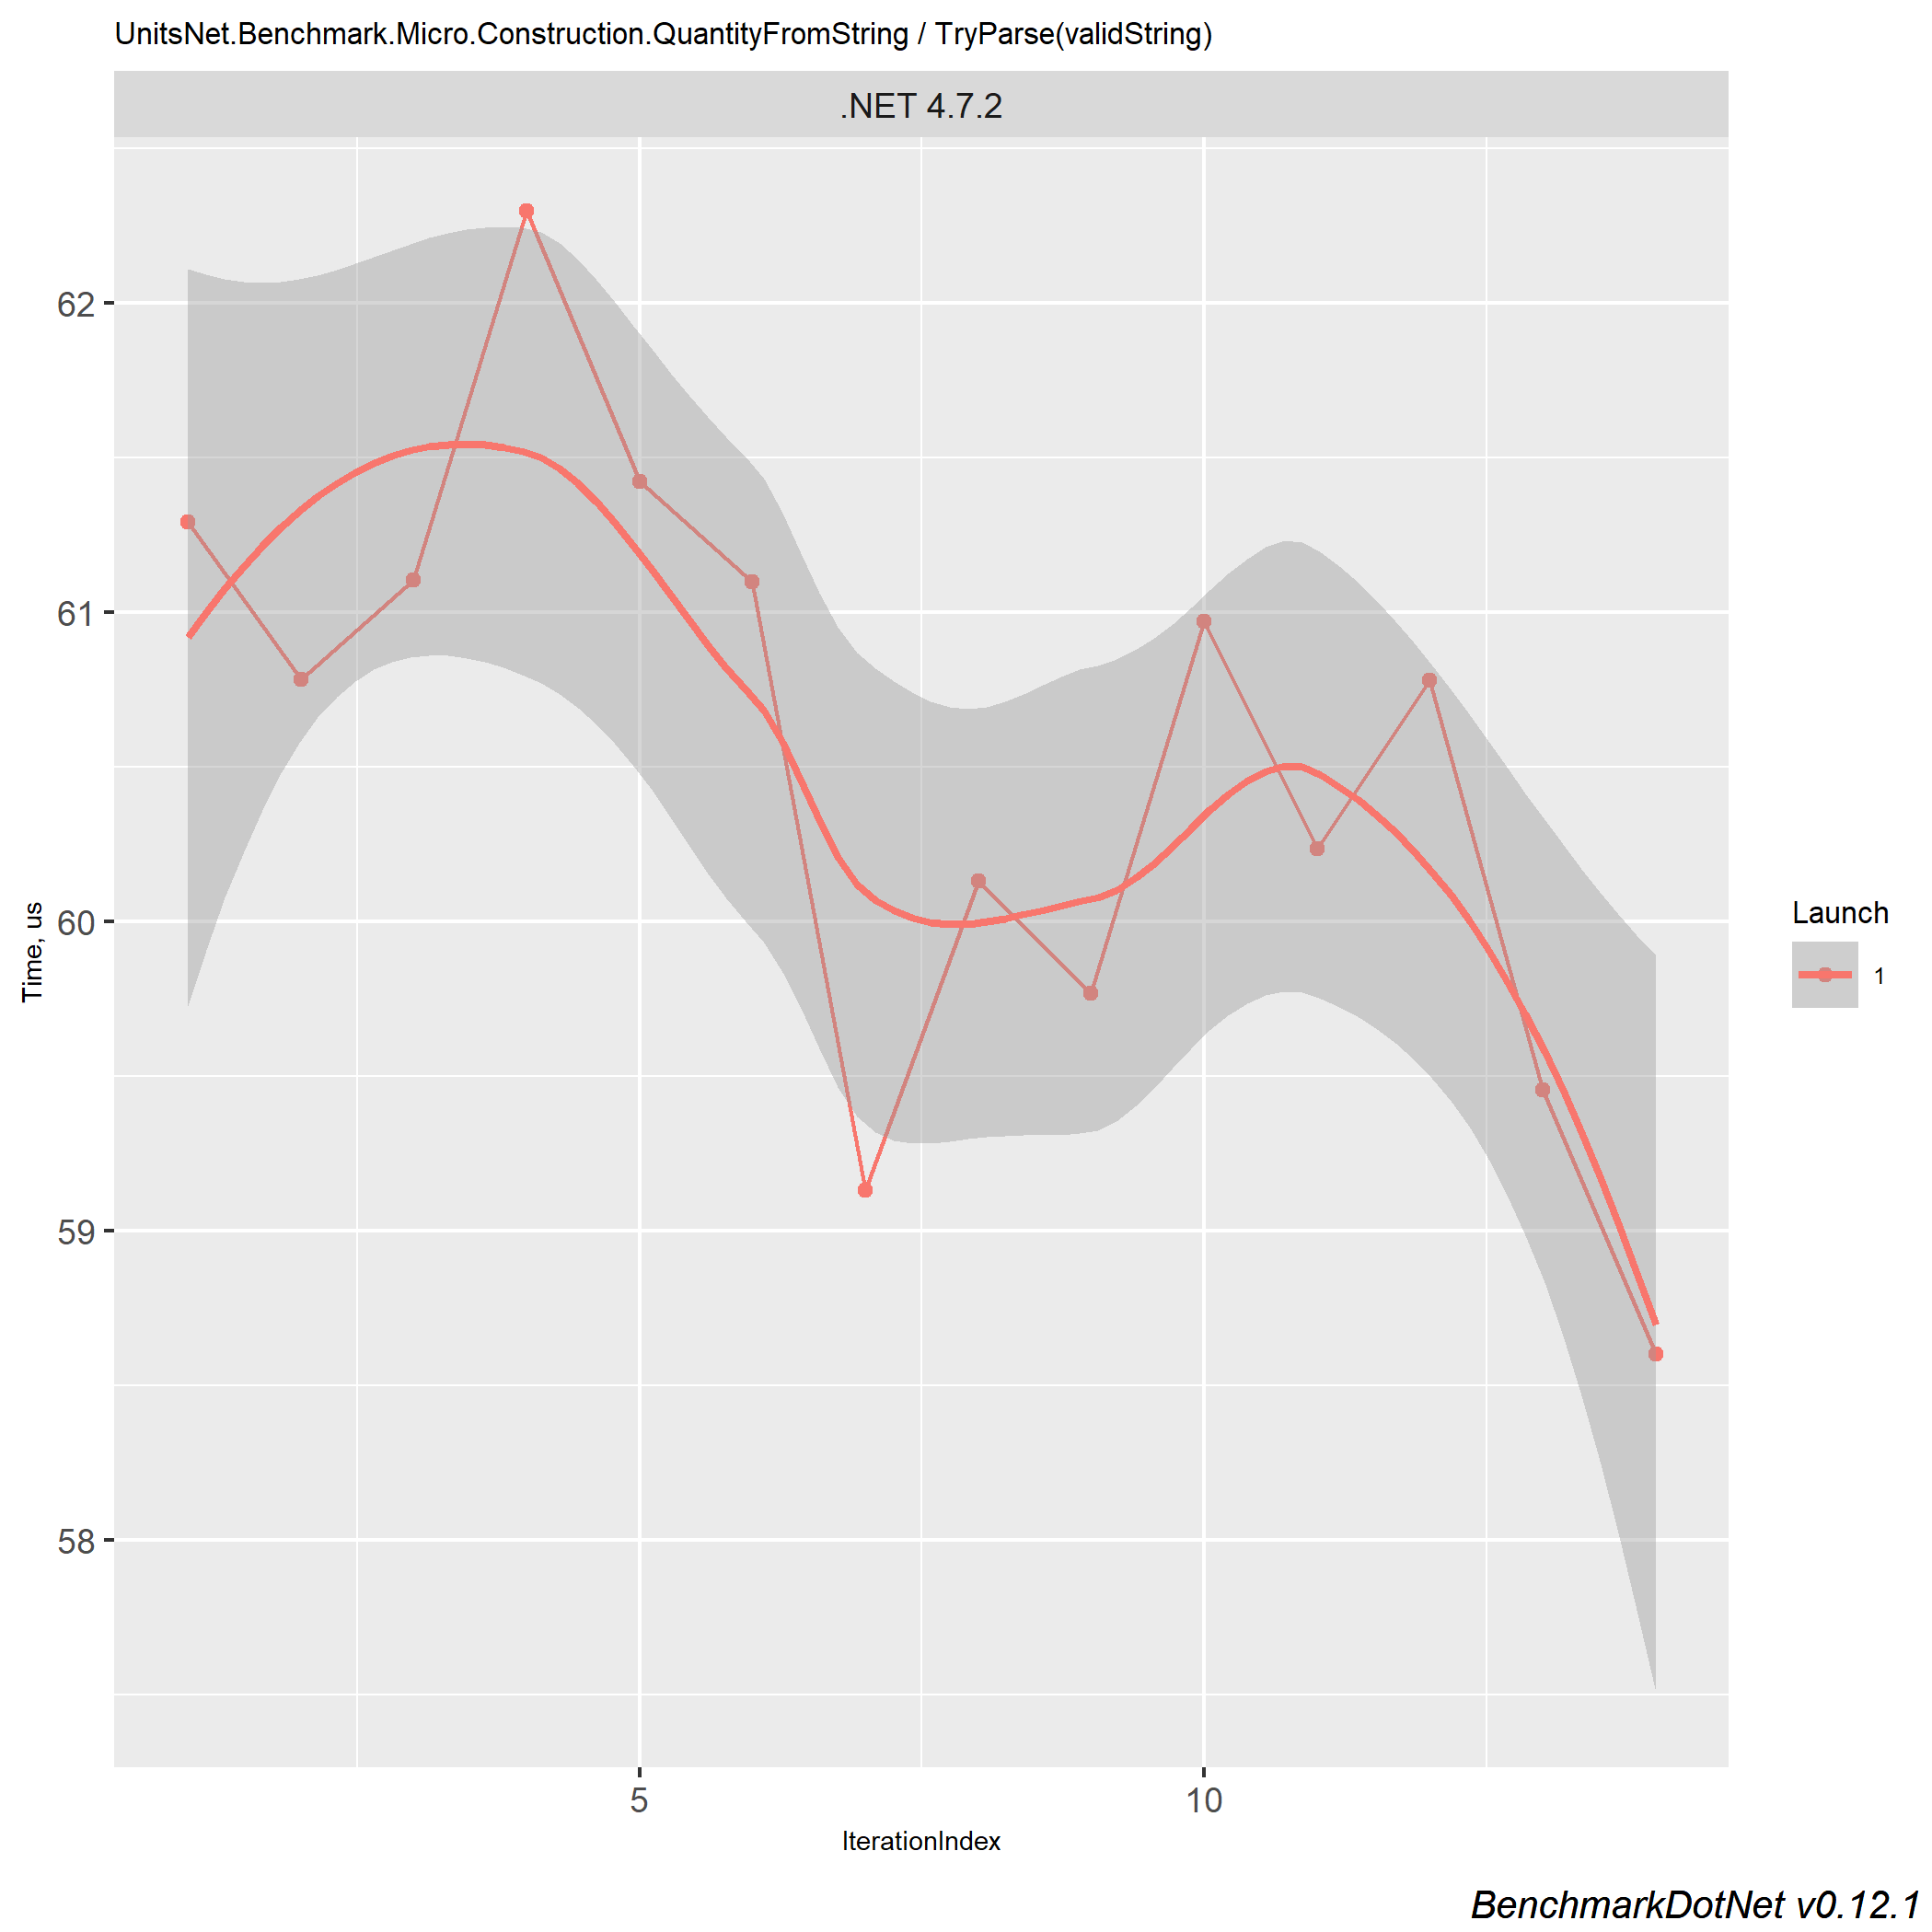 UnitsNet.Benchmark.Micro.Construction.QuantityFromString / TryParse(validString)
.NET 4.7.2
62
61
60
59
58
Time, us
5
10
IterationIndex
Launch
1
BenchmarkDotNet v0.12.1